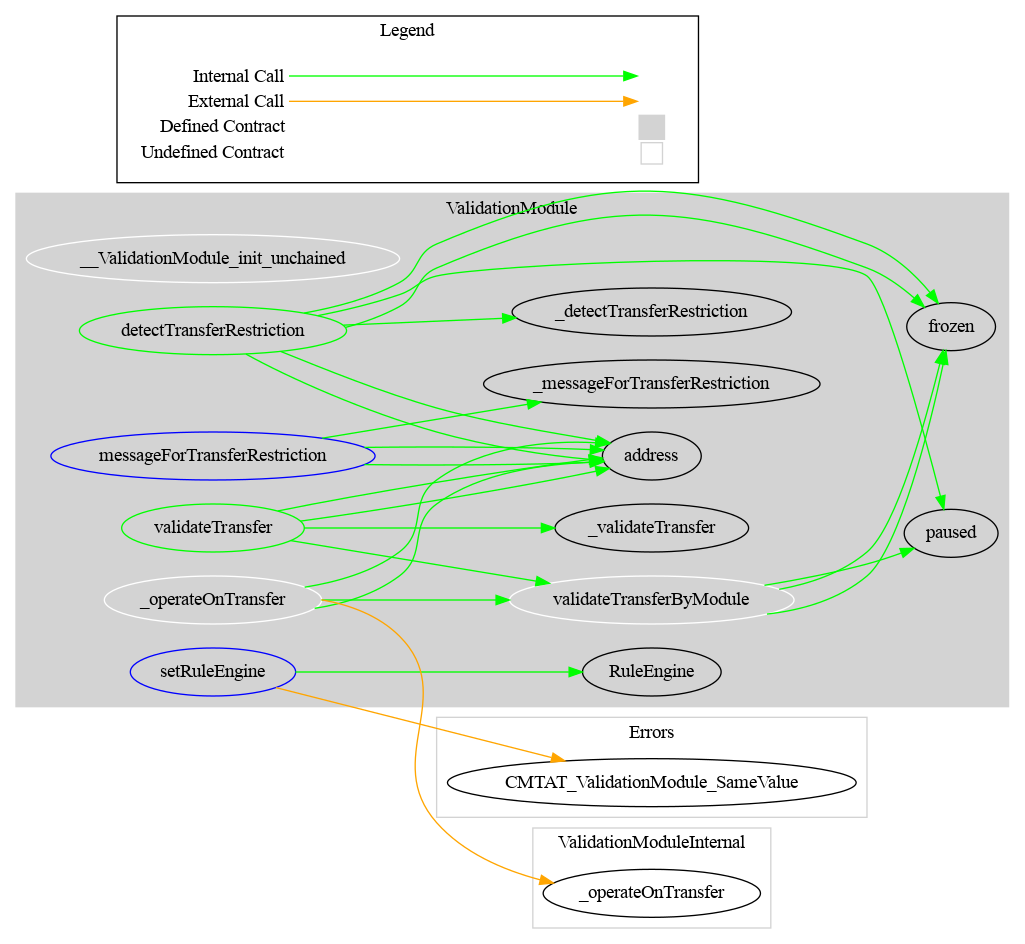 Legend
Internal Call
External Call
Defined Contract
Undefined Contract
ValidationModule
__ValidationModule_init_unchained
detectTransferRestriction
_detectTransferRestriction
frozen
_messageForTransferRestriction
messageForTransferRestriction
address
validateTransfer
_validateTransfer
paused
_operateOnTransfer
validateTransferByModule
setRuleEngine
RuleEngine
Errors
CMTAT_ValidationModule_SameValue
ValidationModuleInternal
_operateOnTransfer